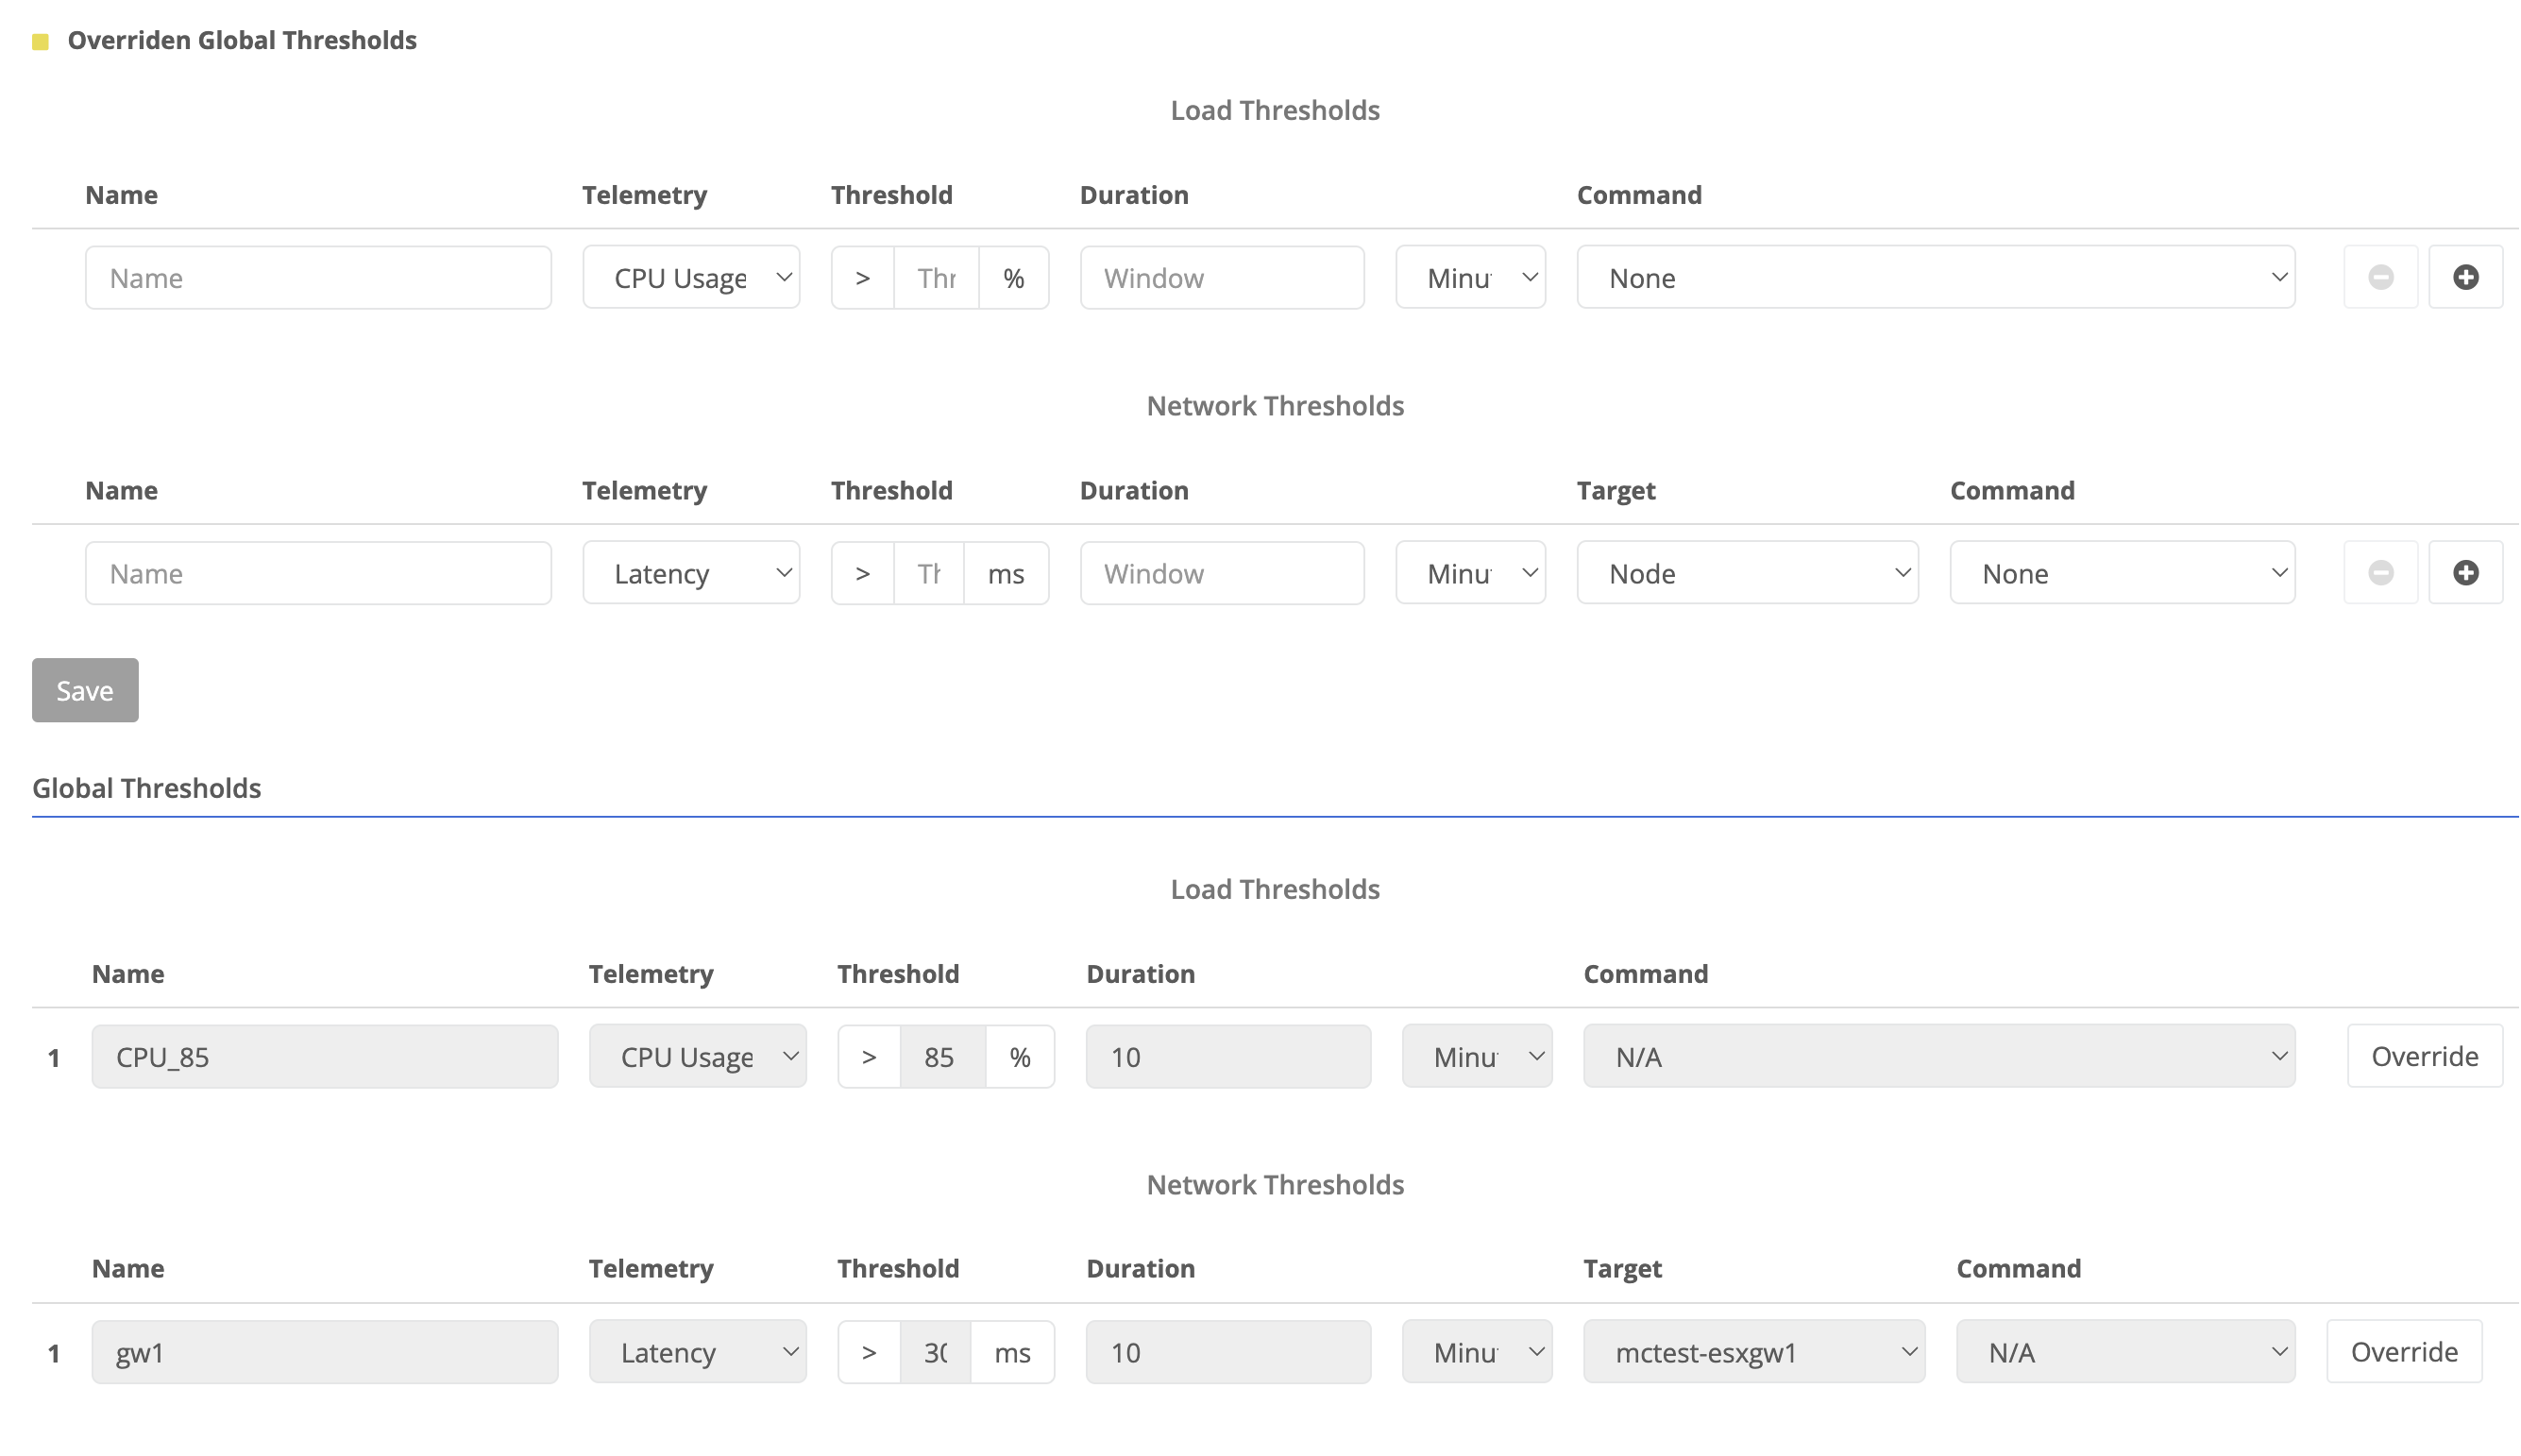 Overriden Global Thresholds
Load Thresholds
Name Telemetry Threshold Duration Command
Name CPU Usage > Thr % Window Minu None
Network Thresholds
Name Telemetry Threshold Duration Target Command
Name Latency > Th ms Window Minu Node None
Save
Global Thresholds
Load Thresholds
Name Telemetry Threshold Duration Command
1 CPU_85 CPU Usage > 85 % 10 Minu N/A Override
Network Thresholds
Name Telemetry Threshold Duration Target Command
1 gw1 Latency > 30 ms 10 Minu mctest-esxgw1 N/A Override